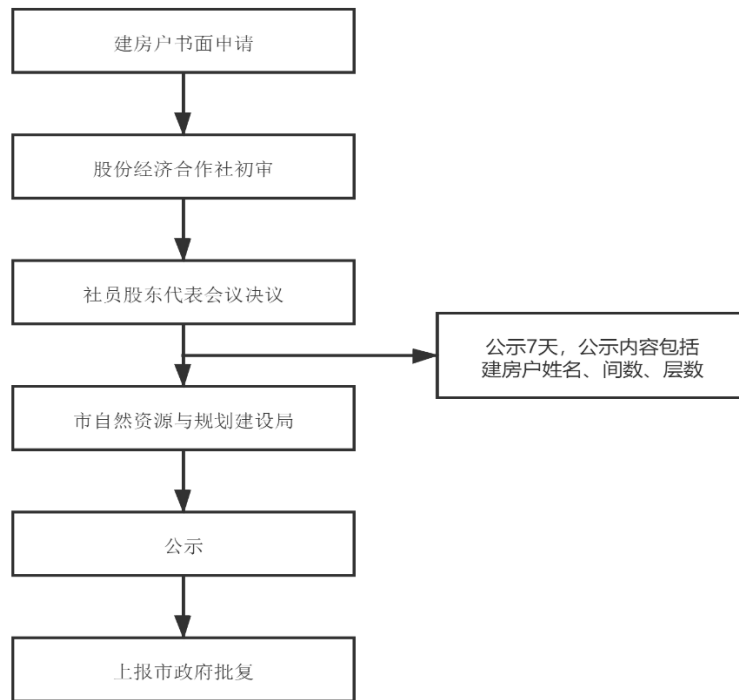 建房户书面申请
股份经济合作社初审
社员股东代表会议决议
公示7天，公示内容包括
建房户姓名、间数、层数
市自然资源与规划建设局
公示
上报市政府批复